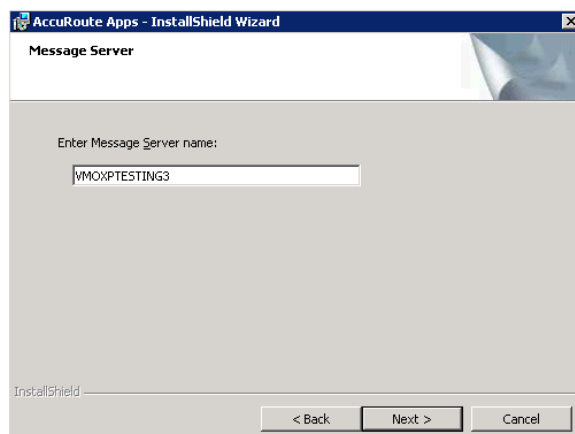 AccuRoute Apps - InstallShield Wizard
Message Server
Enter Message Server name:
VMOXPTESTING3
InstallShield
< Back Next > Cancel